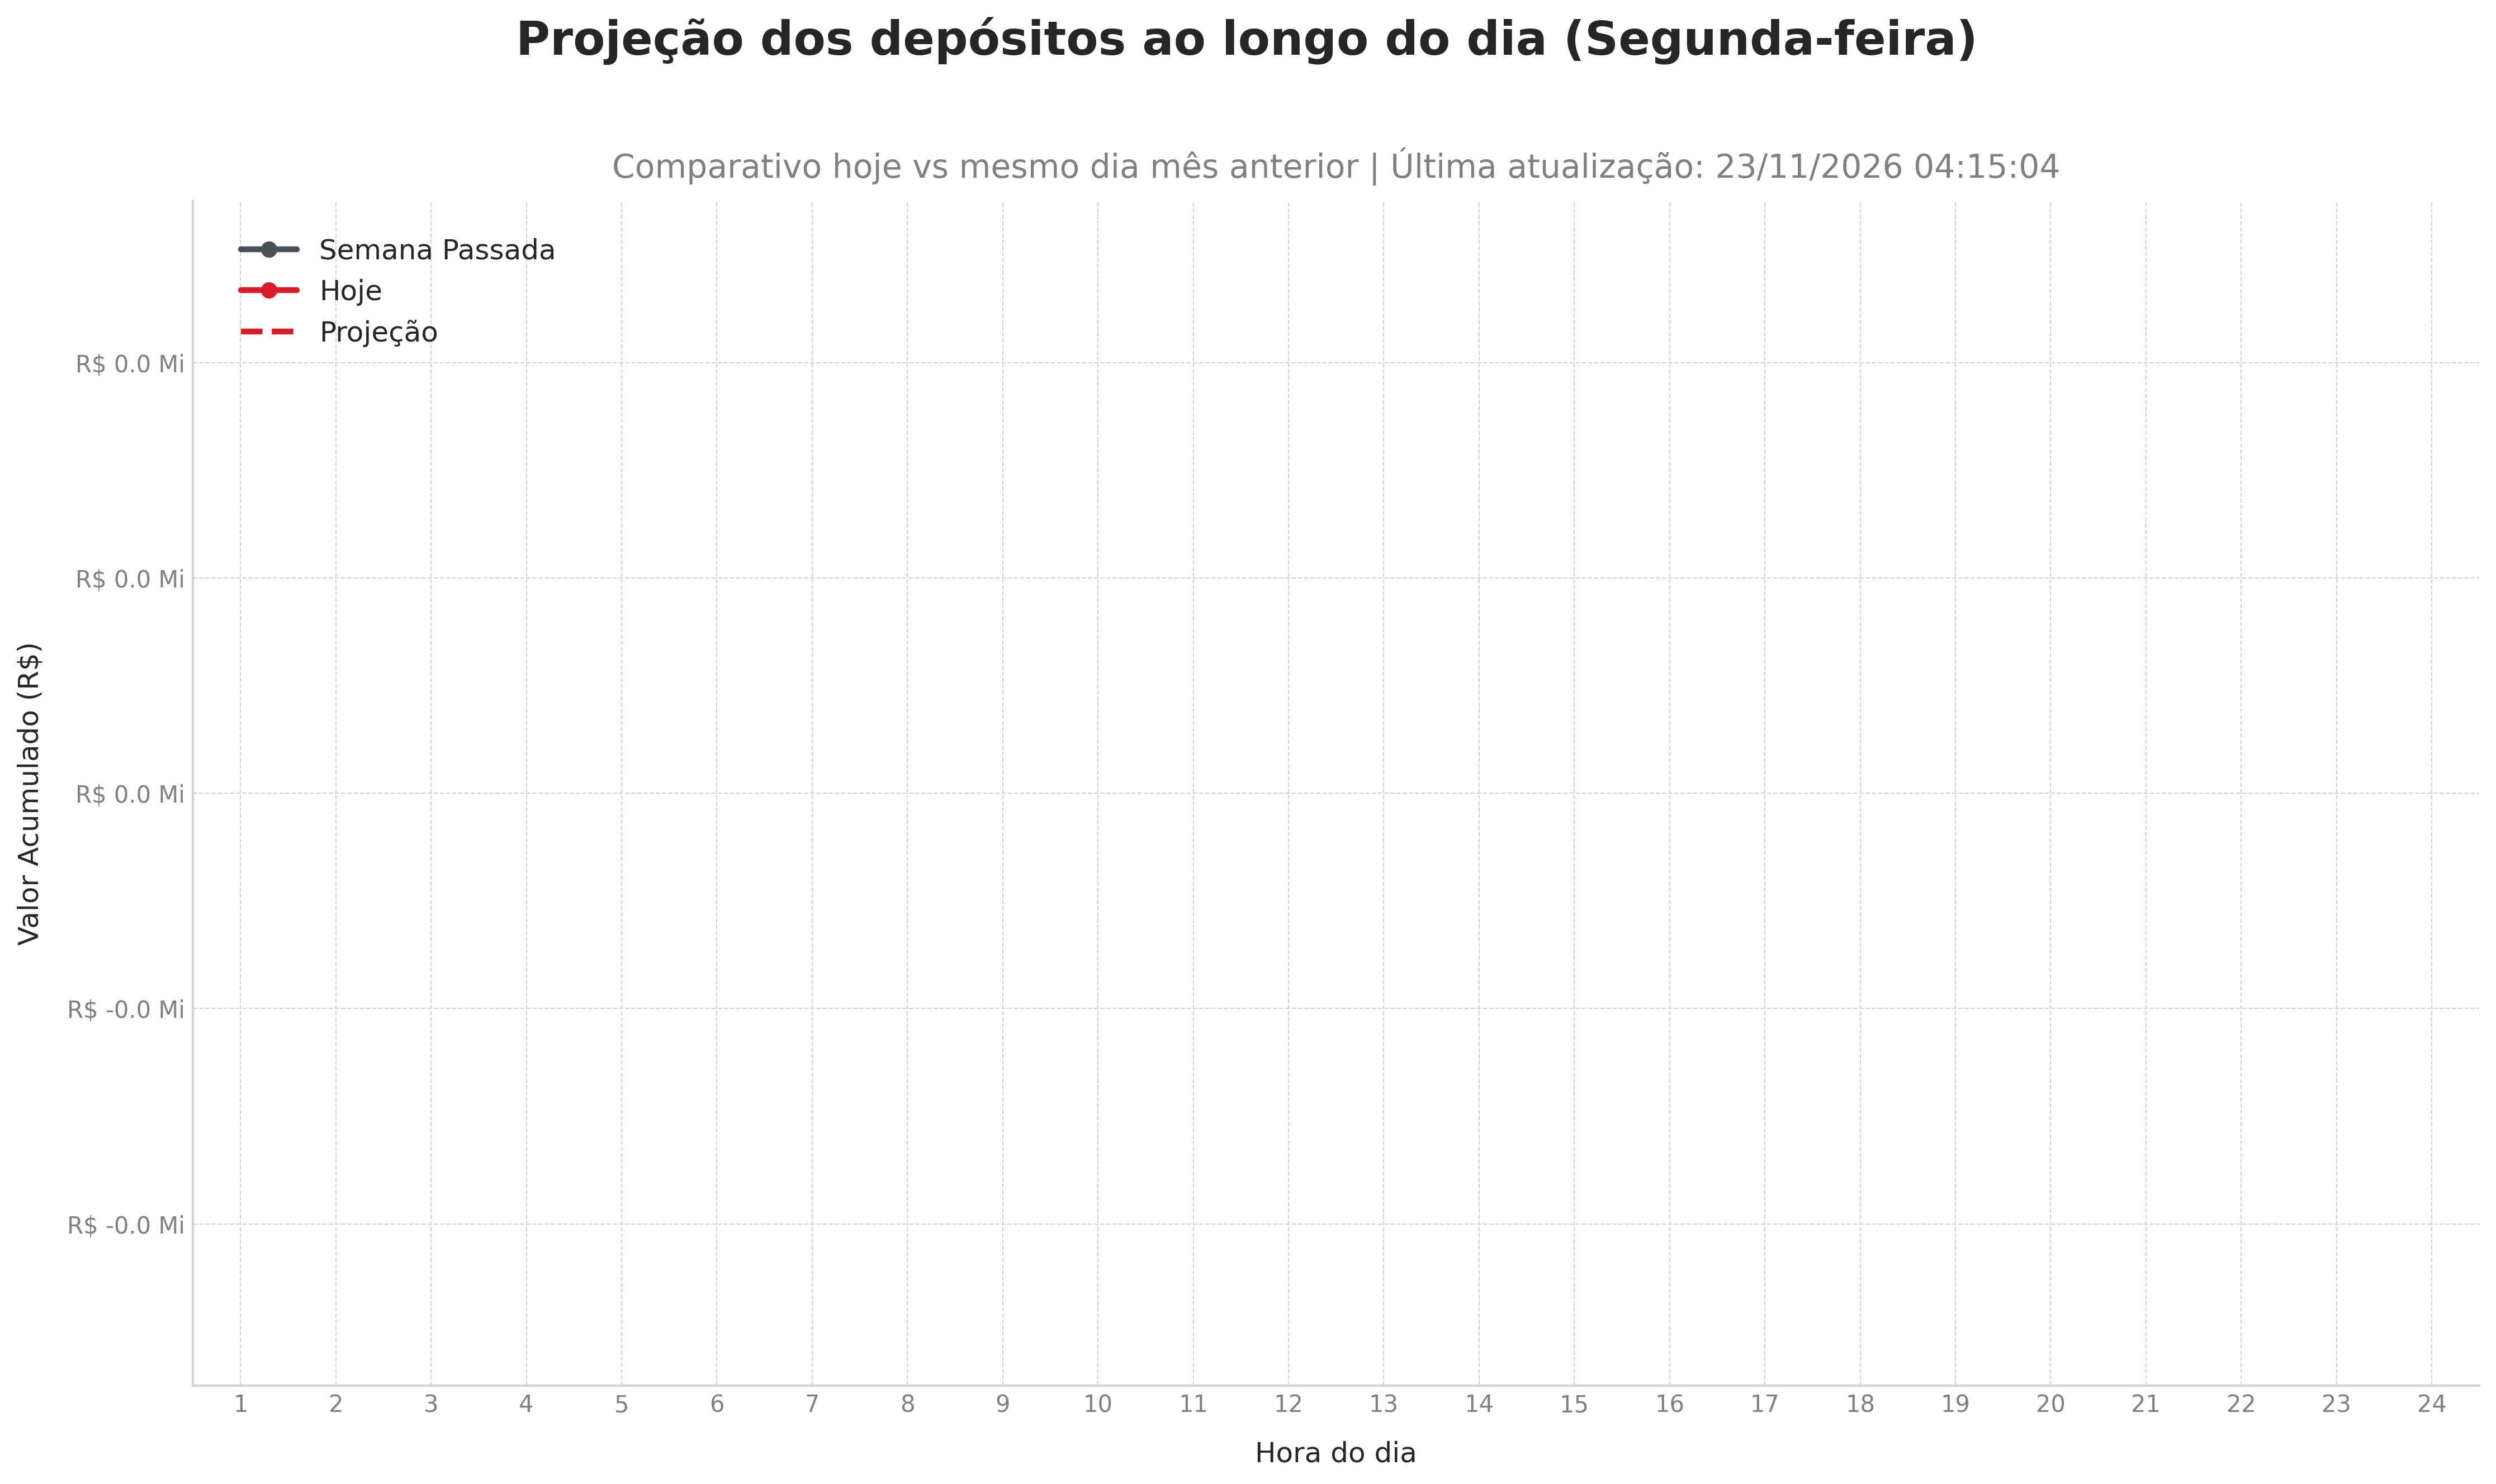 Projeção dos depósitos ao longo do dia (Segunda-feira)
Comparativo hoje vs mesmo dia mês anterior | Última atualização: 23/11/2026 04:15:04
Semana Passada
Hoje
Projeção
R$ 0.0 Mi
R$ 0.0 Mi
R$ 0.0 Mi
R$ -0.0 Mi
R$ -0.0 Mi
Valor Acumulado (R$)
1 2 3 4 5 6 7 8 9 10 11 12 13 14 15 16 17 18 19 20 21 22 23 24
Hora do dia